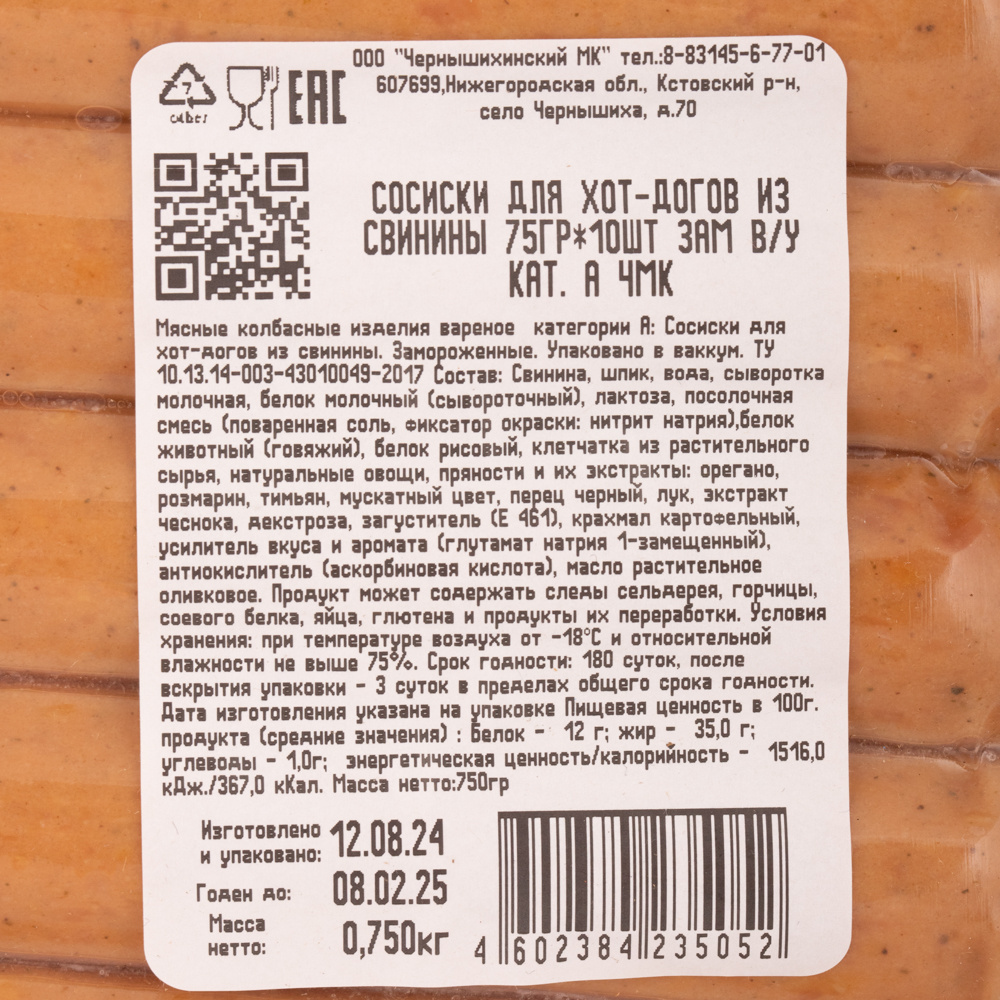 ООО "Чернышихинский МК" тел.:8-83145-6-77-01
607699,Нижегородская обл., Кстовский р-н,
село Чернышиха, д.70
7
EAC
СОСИСКИ ДЛЯ ХОТ-ДОГОВ ИЗ
СВИНИНЫ 75ГР*10ШТ ЗАМ В/У
КАТ. А ЧМК
Мясные колбасные изделия вареное категории А: Сосиски для
хот-догов из свинины. Замороженные. Упаковано в ваккум. ТУ
10.13.14-003-43010049-2017 Состав: Свинина, шпик, вода, сыворотка
молочная, белок молочный (сывороточный), лактоза, посолочная
смесь (поваренная соль, фиксатор окраски: нитрит натрия),белок
животный (говяжий), белок рисовый, клетчатка из растительного
сырья, натуральные овощи, пряности и их экстракты: орегано,
розмарин, тимьян, мускатный цвет, перец черный, лук, экстракт
чеснока, декстроза, загуститель (Е 461), крахмал картофельный,
усилитель вкуса и аромата (глутамат натрия 1-замещенный),
антиокислитель (аскорбиновая кислота), масло растительное
оливковое. Продукт может содержать следы сельдерея, горчицы,
соевого белка, яйца, глютена и продукты их переработки. Условия
хранения: при температуре воздуха от -18°С и относительной
влажности не выше 75%. Срок годности: 180 суток, после
вскрытия упаковки - 3 суток в пределах общего срока годности.
Дата изготовления указана на упаковке Пищевая ценность в 100г.
продукта (средние значения) : Белок - 12 г; жир - 35,0 г;
углеводы - 1,0г; энергетическая ценность/калорийность - 1516,0
кДж./367,0 кКал. Масса нетто:750гр
Изготовлено
и упаковано: 12.08.24
Годен до: 08.02.25
Масса
нетто: 0,750кг
4 602384 235052